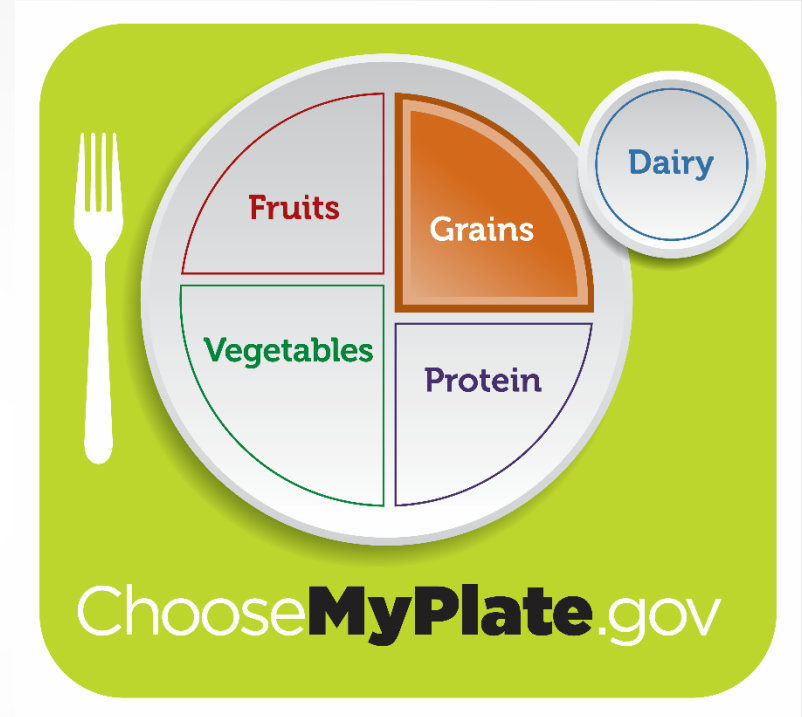 Fruits
Grains
Dairy
Vegetables
Protein
ChooseMyPlate.gov